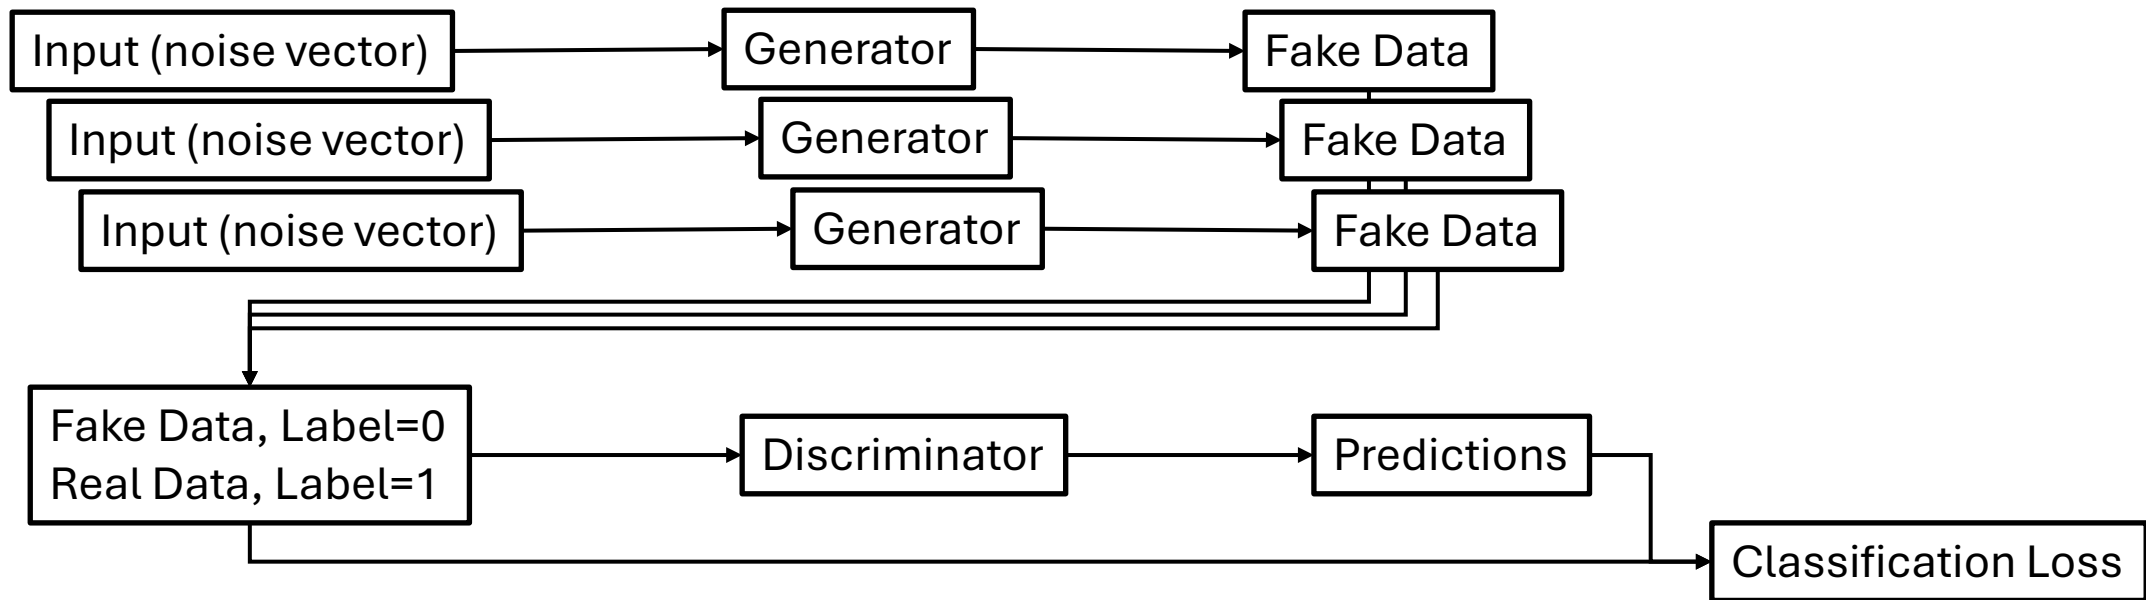 Input (noise vector)
Generator
Fake Data
Input (noise vector)
Generator
Fake Data
Input (noise vector)
Generator
Fake Data
Fake Data, Label=0
Real Data, Label=1
Discriminator
Predictions
Classification Loss